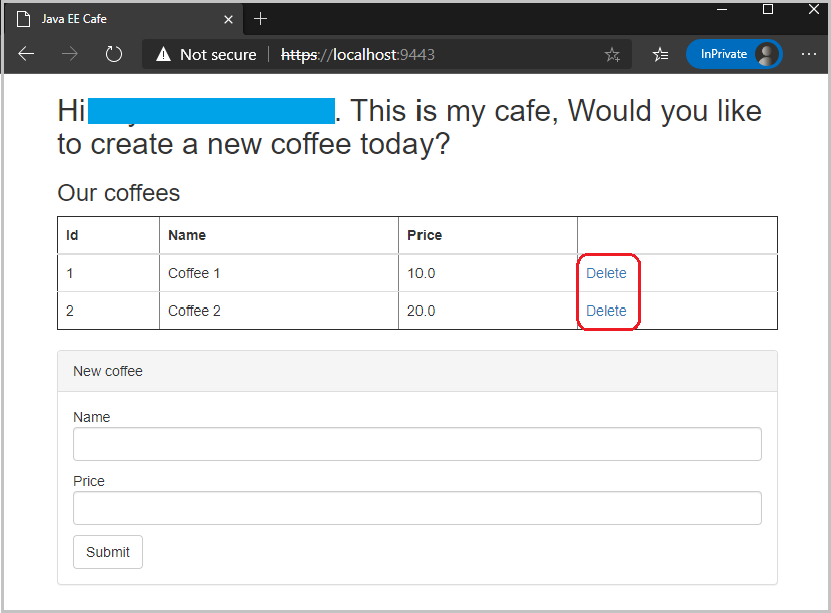 Java EE Cafe
Not secure https://localhost:9443 InPrivate
Hi . This is my cafe, Would you like
to create a new coffee today?
Our coffees
Id Name Price
1 Coffee 1 10.0 Delete
2 Coffee 2 20.0 Delete
New coffee
Name
Price
Submit